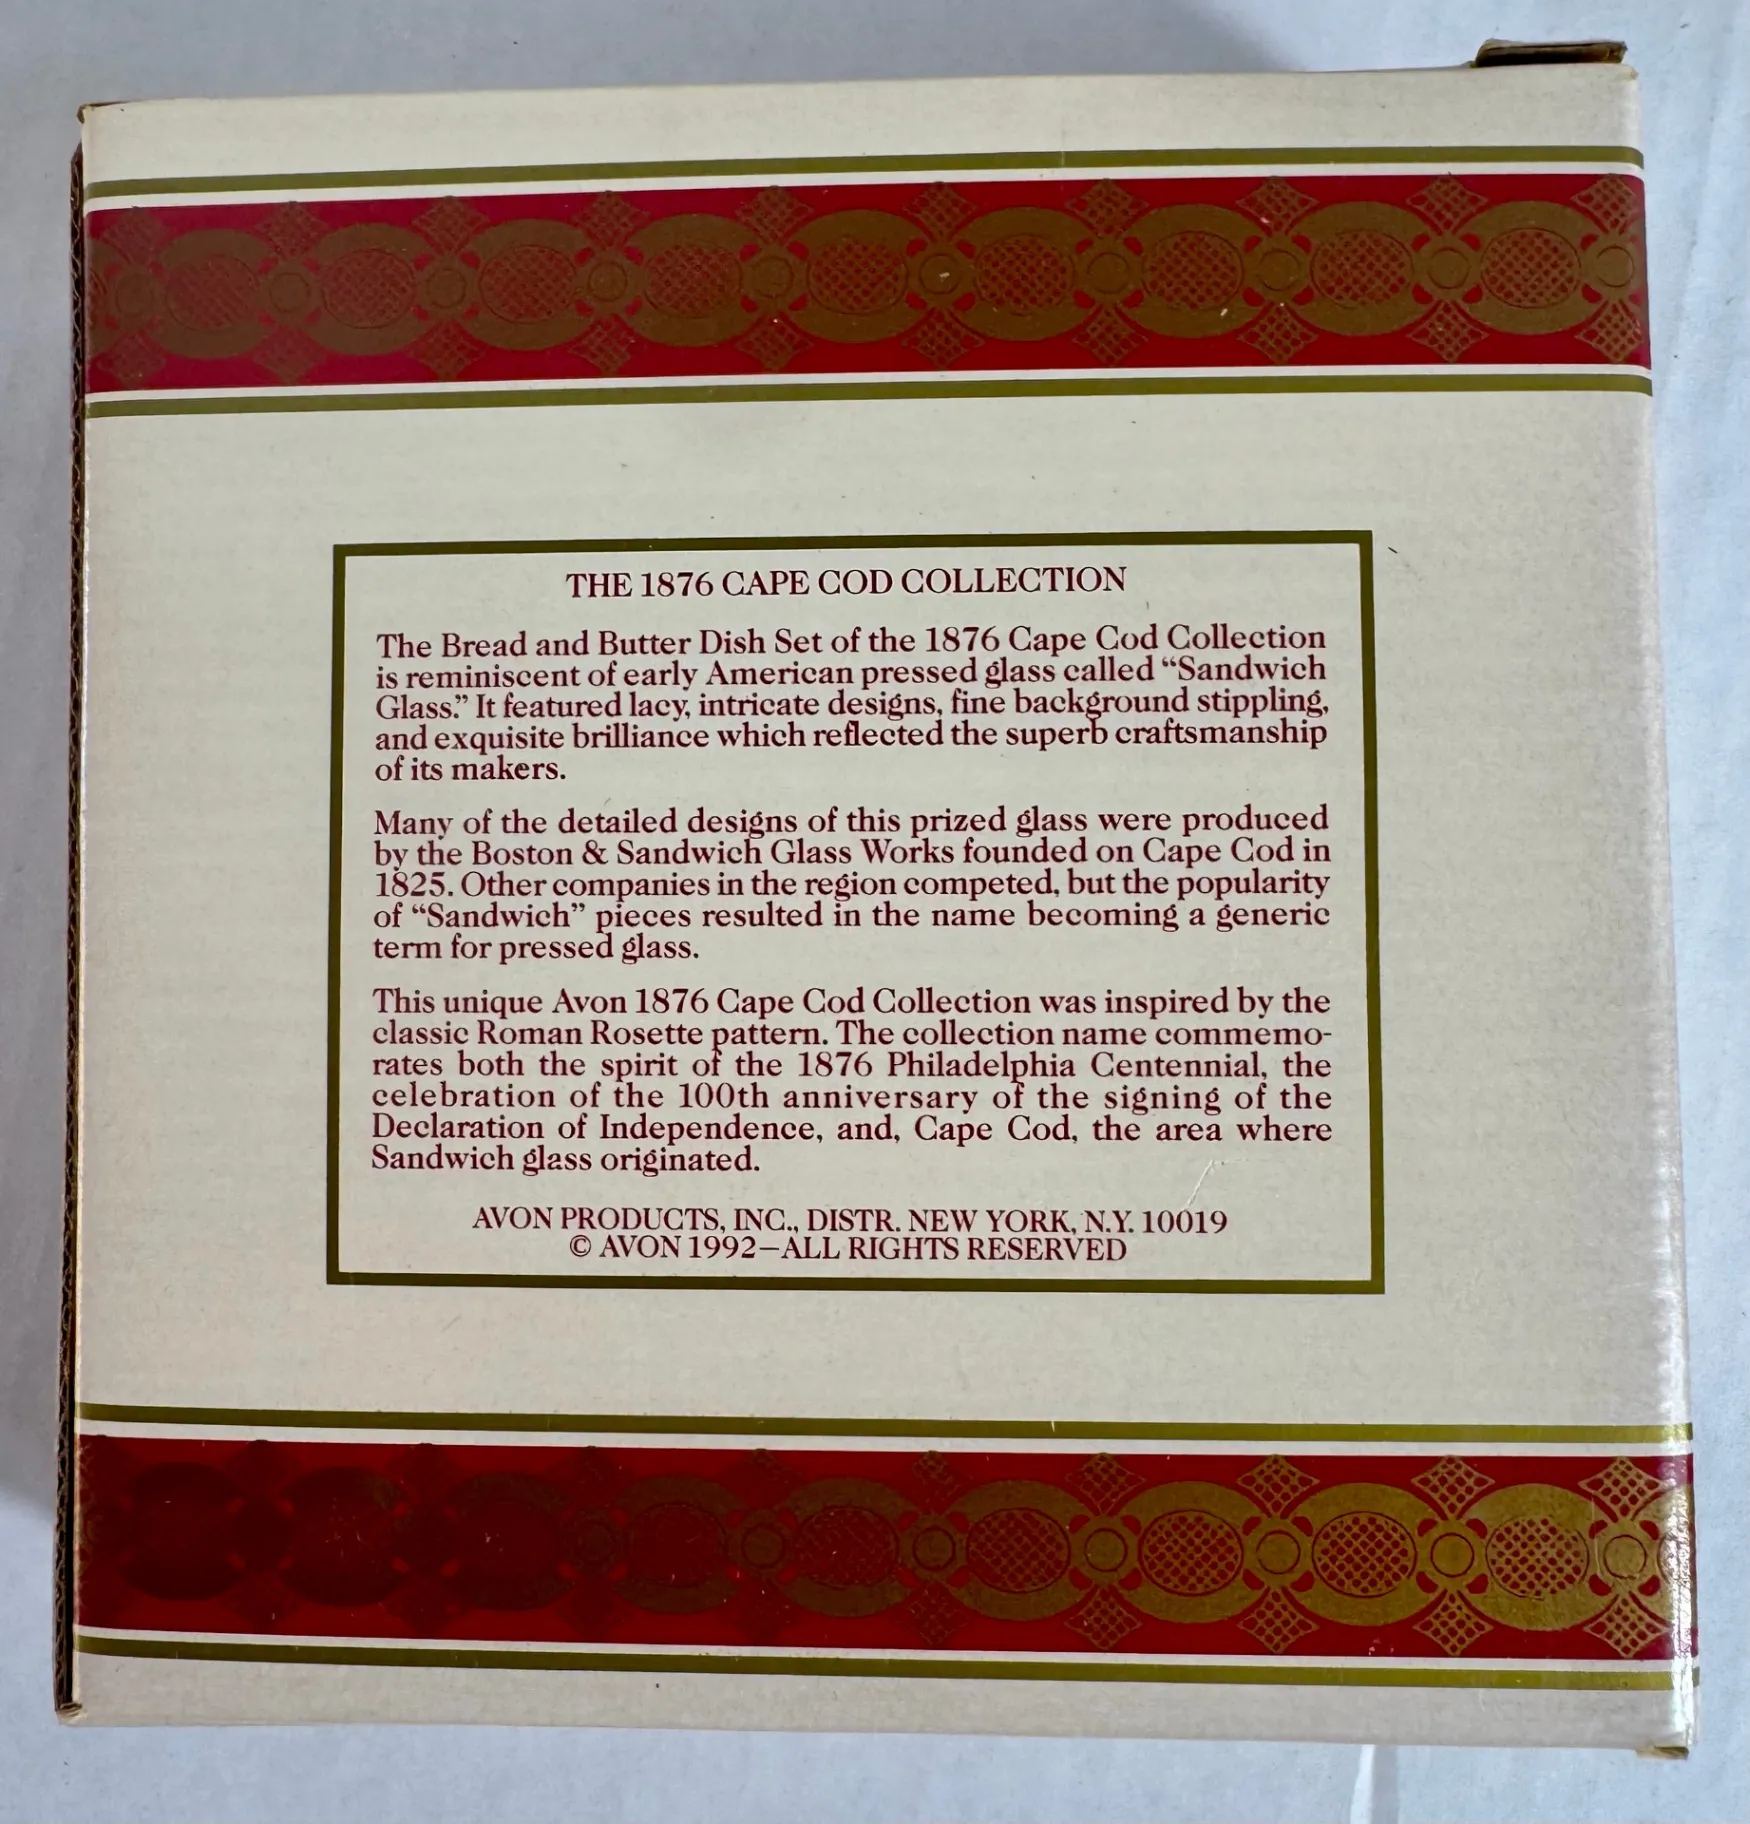 THE 1876 CAPE COD COLLECTION
The Bread and Butter Dish Set of the 1876 Cape Cod Collection
is reminiscent of early American pressed glass called “Sandwich
Glass.” It featured lacy, intricate designs, fine background stippling,
and exquisite brilliance which reflected the superb craftsmanship
of its makers.
Many of the detailed designs of this prized glass were produced
by the Boston & Sandwich Glass Works founded on Cape Cod in
1825. Other companies in the region competed, but the popularity
of “Sandwich” pieces resulted in the name becoming a generic
term for pressed glass.
This unique Avon 1876 Cape Cod Collection was inspired by the
classic Roman Rosette pattern. The collection name commemo-
rates both the spirit of the 1876 Philadelphia Centennial, the
celebration of the 100th anniversary of the signing of the
Declaration of Independence, and, Cape Cod, the area where
Sandwich glass originated.
AVON PRODUCTS, INC., DISTR. NEW YORK, N.Y. 10019
© AVON 1992–ALL RIGHTS RESERVED